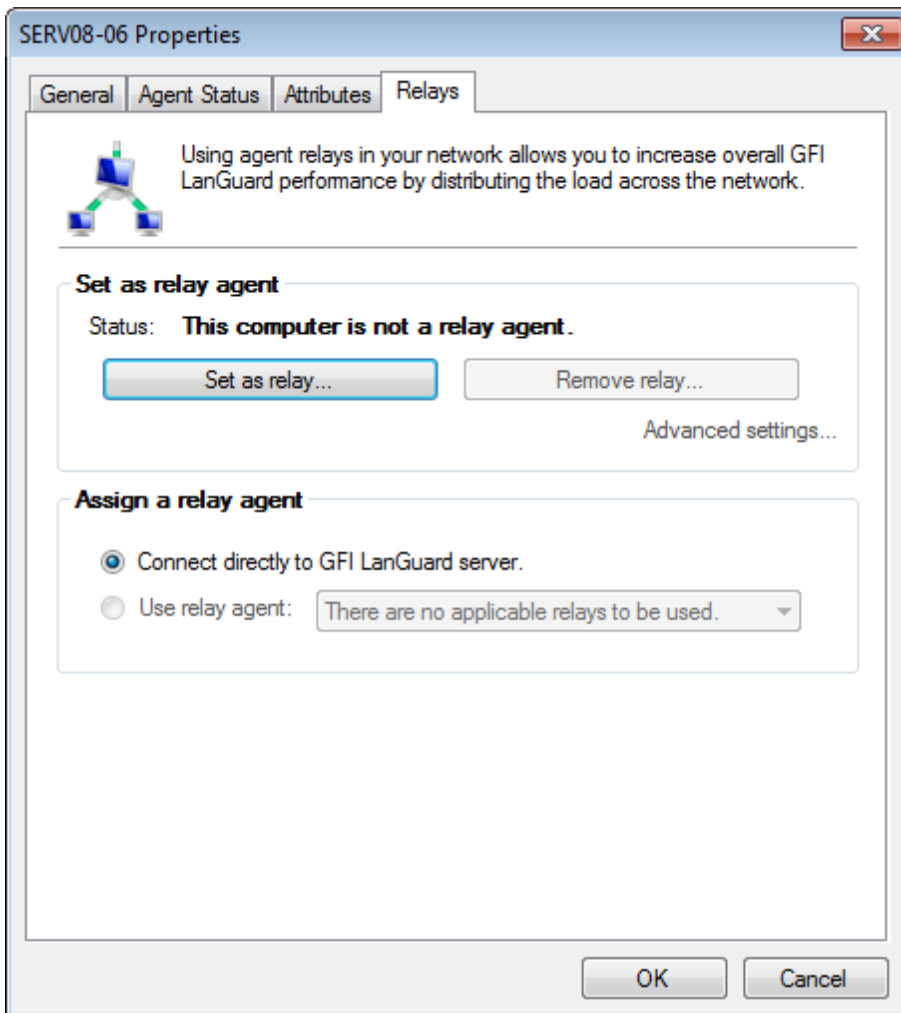 SERV08-06 Properties
General
Agent Status
Attributes
Relays
Using agent relays in your network allows you to increase overall GFI
LanGuard performance by distributing the load across the network.
Set as relay agent
Status: This computer is not a relay agent.
Set as relay...
Remove relay...
Advanced settings...
Assign a relay agent
Connect directly to GFI LanGuard server.
Use relay agent: There are no applicable relays to be used.
OK
Cancel